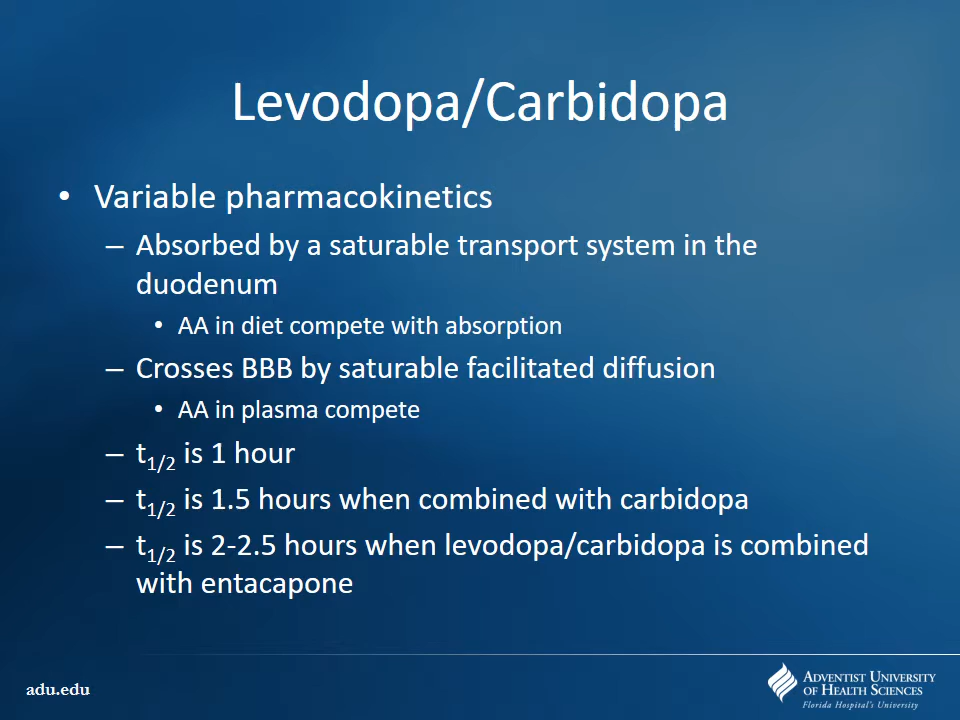 Levodopa/Carbidopa
• Variable pharmacokinetics
– Absorbed by a saturable transport system in the
duodenum
• AA in diet compete with absorption
– Crosses BBB by saturable facilitated diffusion
• AA in plasma compete
– t1/2 is 1 hour
– t1/2 is 1.5 hours when combined with carbidopa
– t1/2 is 2-2.5 hours when levodopa/carbidopa is combined
with entacapone
adu.edu
ADVENTIST UNIVERSITY
OF HEALTH SCIENCES
Florida Hospital's University